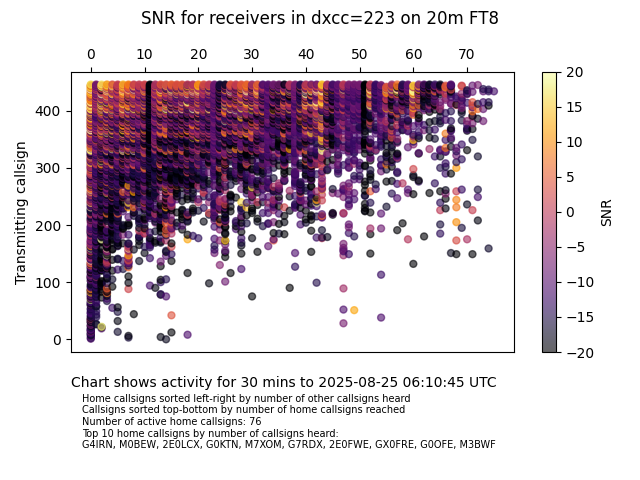 SNR for receivers in dxcc=223 on 20m FT8
0 10 20 30 40 50 60 70
400
300
200
100
0
Transmitting callsign
20
15
10
5
0
−5
−10
−15
−20
SNR
Chart shows activity for 30 mins to 2025-08-25 06:10:45 UTC
Home callsigns sorted left-right by number of other callsigns heard
Callsigns sorted top-bottom by number of home callsigns reached
Number of active home callsigns: 76
Top 10 home callsigns by number of callsigns heard:
G4IRN, M0BEW, 2E0LCX, G0KTN, M7XOM, G7RDX, 2E0FWE, GX0FRE, G0OFE, M3BWF